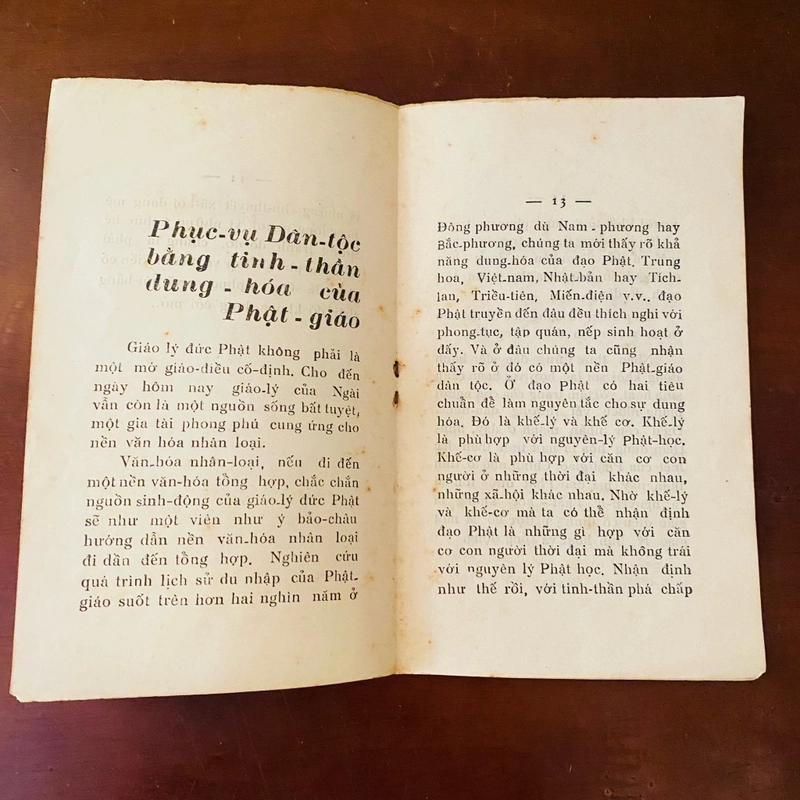 Phục-vụ Dân-tộc
bằng tinh-thần
dung-hóa của
Phật-giáo
Giáo lý đức Phật không phải là
một mớ giáo-điều cố-định. Cho đến
ngày hôm nay giáo-lý của Ngài
vẫn còn là một nguồn sống bất tuyệt,
một gia tài phong phú cung ứng cho
nền văn hóa nhân loại.
Văn-hóa nhân-loại, nếu đi đến
một nền văn-hóa tổng hợp, chắc chắn
nguồn sinh-động của giáo-lý đức Phật
sẽ như một viên như ý bảo-châu
hướng dẫn nền văn-hóa nhân loại
đi dần đến tổng hợp. Nghiên cứu
quá trình lịch sử du nhập của Phật-
giáo suốt trên hơn hai nghìn năm ở
— 13 —
Đông phương dù Nam-phương hay
Bắc-phương, chúng ta mới thấy rõ khả
năng dung-hóa của đạo Phật. Trung
hoa, Việt-nam, Nhật-bản hay Tích-
lan, Triều-tiên, Miến-điện v.v.. đạo
Phật truyền đến đâu đều thích nghi với
phong-tục, tập quán, nếp sinh hoạt ở
đấy. Và ở đâu chúng ta cũng nhận
thấy rõ ở đó có một nền Phật-giáo
dân tộc. Ở đạo Phật có hai tiêu
chuẩn để làm nguyên tắc cho sự dung
hóa. Đó là khế-lý và khế cơ. Khế-lý
là phù hợp với nguyên-lý Phật-học.
Khế-cơ là phù hợp với căn cơ con
người ở những thời đại khác nhau,
những xã-hội khác nhau. Nhờ khế-lý
và khế-cơ mà ta có thể nhận định
đạo Phật là những gì hợp với căn
cơ con người thời đại mà không trái
với nguyên lý Phật học. Nhận định
như thế rồi, với tinh-thần phá chấp